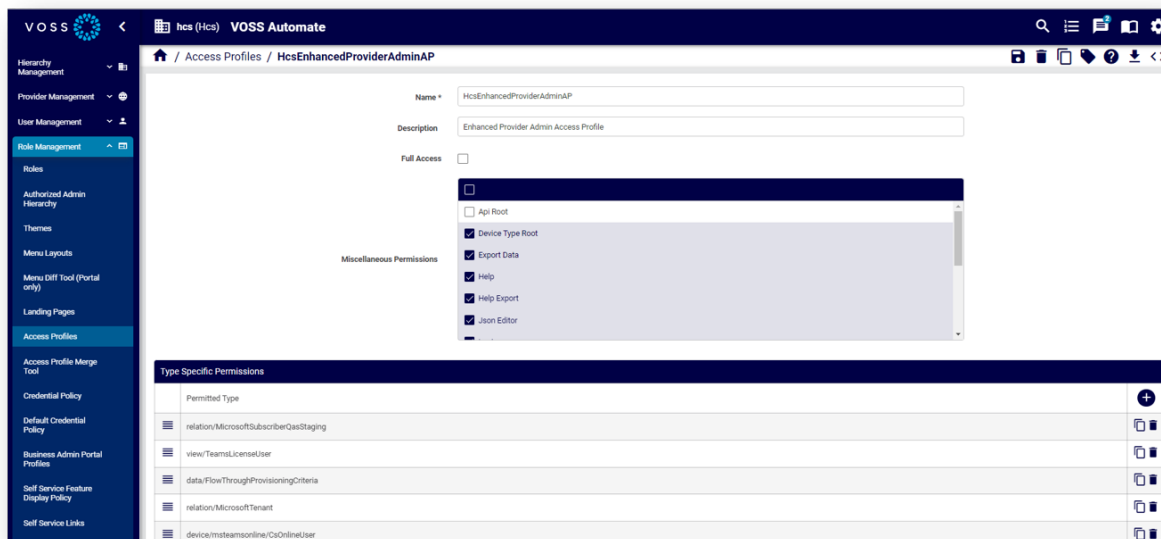 VOSS
hcs (Hcs) VOSS Automate
2
/ Access Profiles / HcsEnhancedProviderAdminAP
Hierarchy
Management
Provider Management
User Management
Role Management
Roles
Authorized Admin
Hierarchy
Themes
Menu Layouts
Menu Diff Tool (Portal
only)
Landing Pages
Access Profiles
Access Profile Merge
Tool
Credential Policy
Default Credential
Policy
Business Admin Portal
Profiles
Self Service Feature
Display Policy
Self Service Links
Name *
HcsEnhancedProviderAdminAP
Description
Enhanced Provider Admin Access Profile
Full Access
Miscellaneous Permissions
Api Root
Device Type Root
Export Data
Help
Help Export
Json Editor
Type Specific Permissions
Permitted Type
relation/MicrosoftSubscriberQasStaging
view/TeamsLicenseUser
data/FlowThroughProvisioningCriteria
relation/MicrosoftTenant
device/msteamsonline/CsOnlineUser